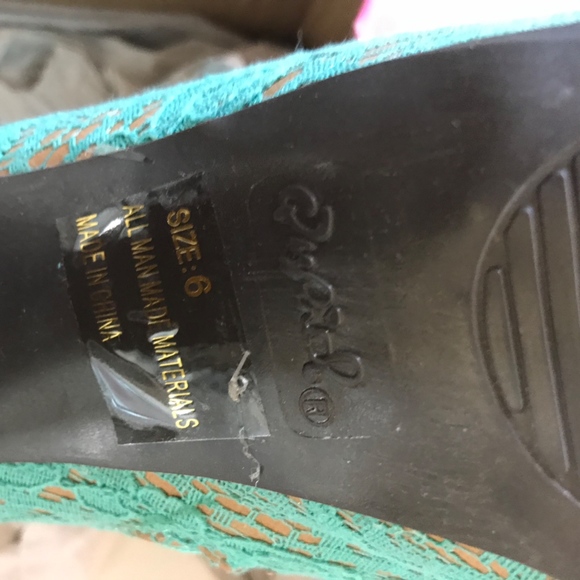 SIZE: 6
ALL MAN MADE MATERIALS
MADE IN CHINA
®